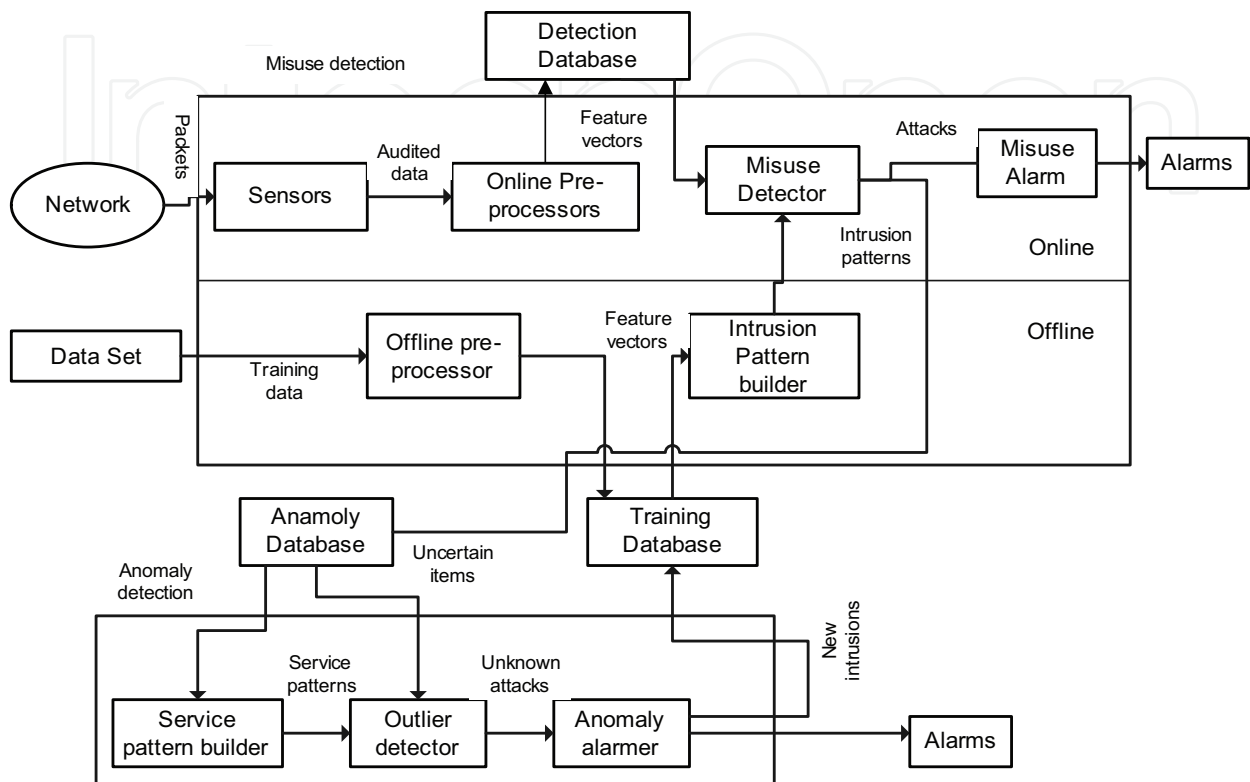 Detection
Database
Misuse detection
Packets
Network
Sensors
Audited
data
Online Pre-
processors
Feature
vectors
Misuse
Detector
Attacks
Misuse
Alarm
Alarms
Intrusion
patterns
Online
Offline
Data Set
Training
data
Offline pre-
processor
Feature
vectors
Intrusion
Pattern
builder
Anamoly
Database
Uncertain
items
Training
Database
Anomaly
detection
New
intrusions
Service
patterns
Unknown
attacks
Service
pattern builder
Outlier
detector
Anomaly
alarmer
Alarms